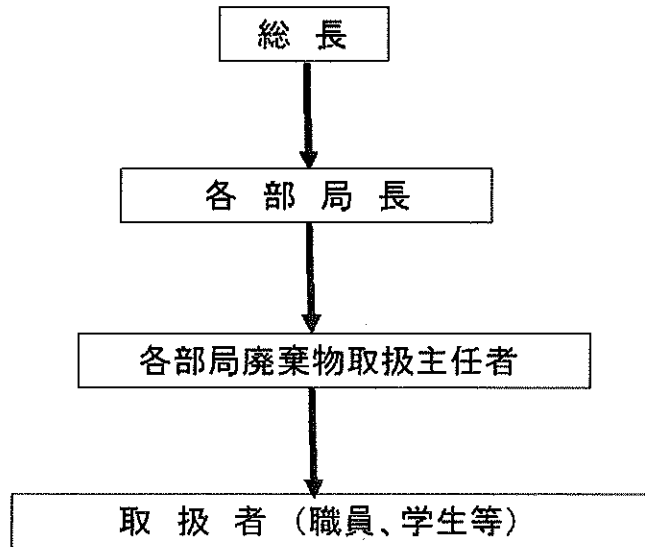 総 長
各 部 局 長
各部局廃棄物取扱主任者
取 扱 者 (職員、学生等)